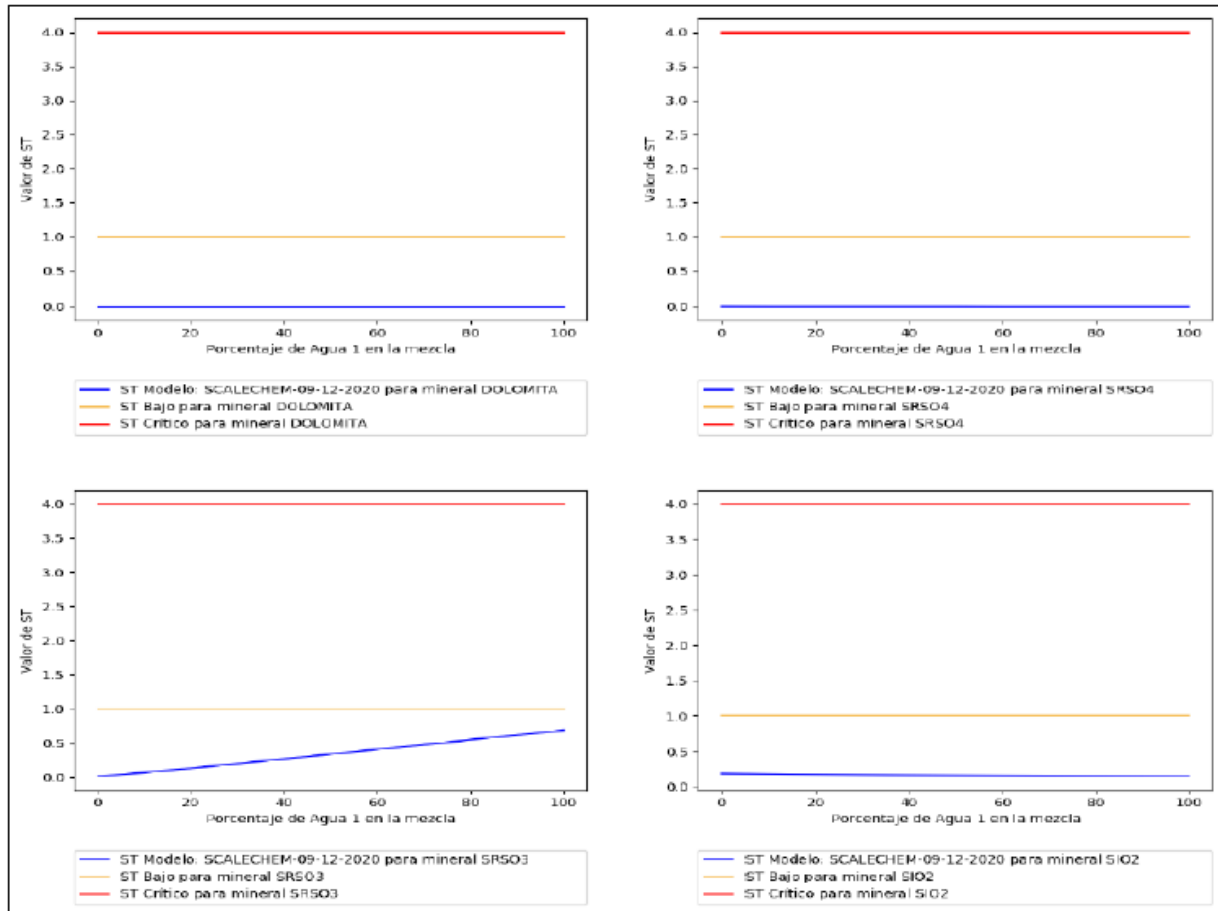 4.0
3.5
3.0
2.5
2.0
1.5
1.0
0.5
0.0
Valor de ST
0 20 40 60 80 100
Porcentaje de Agua 1 en la mezcla
ST Modelo: SCALECHEM-09-12-2020 para mineral DOLOMITA
ST Bajo para mineral DOLOMITA
ST Crítico para mineral DOLOMITA
4.0
3.5
3.0
2.5
2.0
1.5
1.0
0.5
0.0
Valor de ST
0 20 40 60 80 100
Porcentaje de Agua 1 en la mezcla
ST Modelo: SCALECHEM-09-12-2020 para mineral SRSO4
ST Bajo para mineral SRSO4
ST Crítico para mineral SRSO4
4.0
3.5
3.0
2.5
2.0
1.5
1.0
0.5
0.0
Valor de ST
0 20 40 60 80 100
Porcentaje de Agua 1 en la mezcla
ST Modelo: SCALECHEM-09-12-2020 para mineral SRSO3
ST Bajo para mineral SRSO3
ST Crítico para mineral SRSO3
4.0
3.5
3.0
2.5
2.0
1.5
1.0
0.5
0.0
Valor de ST
0 20 40 60 80 100
Porcentaje de Agua 1 en la mezcla
ST Modelo: SCALECHEM-09-12-2020 para mineral SIO2
ST Bajo para mineral SIO2
ST Crítico para mineral SIO2